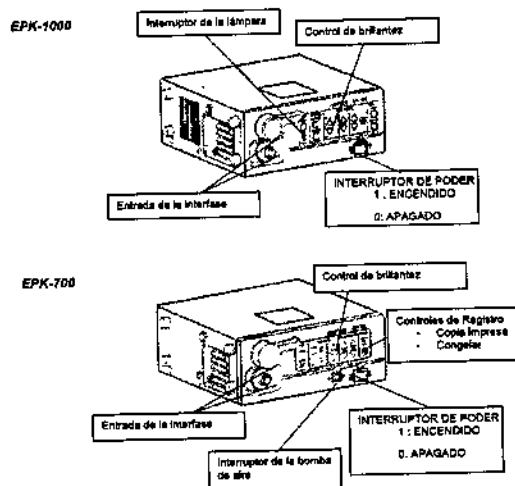 EPK-1000
Interruptor de la lámpara
Control de brillantez
INTERRUPTOR DE PODER
1 : ENCENDIDO
0: APAGADO
Entrada de la interfase
EPK-700
Control de brillantez
Controles de Registro
- Copia Impresa
- Congelar
Entrada de la interfase
INTERRUPTOR DE PODER
1 : ENCENDIDO
0. APAGADO
Interruptor de la bomba
de aire